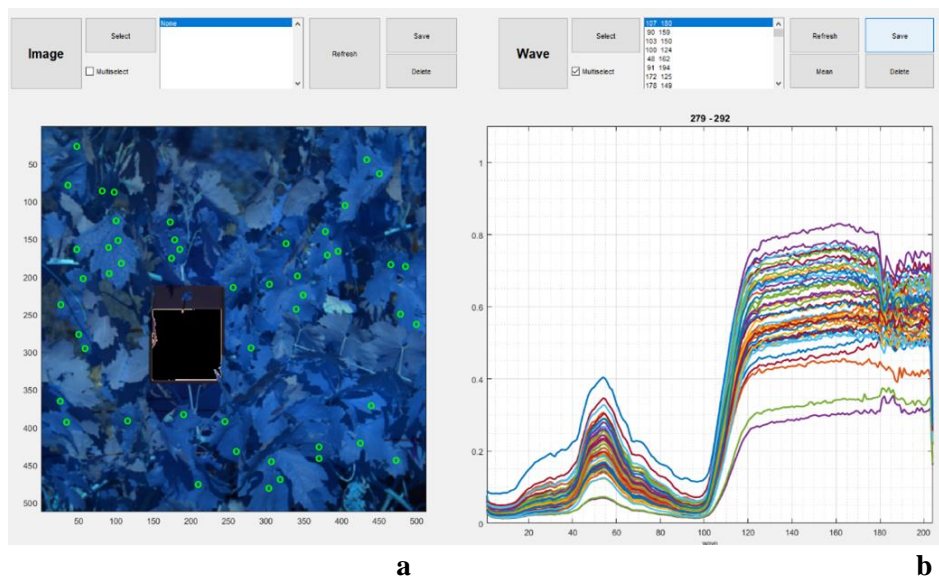 Image
Select
Multiselect
None
Refresh
Save
Delete
Wave
Select
Multiselect
107 180
90 159
103 150
100 124
48 162
91 194
172 125
178 149
Refresh
Save
Mean
Delete
50
100
150
200
250
300
350
400
450
500
50 100 150 200 250 300 350 400 450 500
279 - 292
1
0.8
0.6
0.4
0.2
0
20 40 60 80 100 120 140 160 180 200
a
b